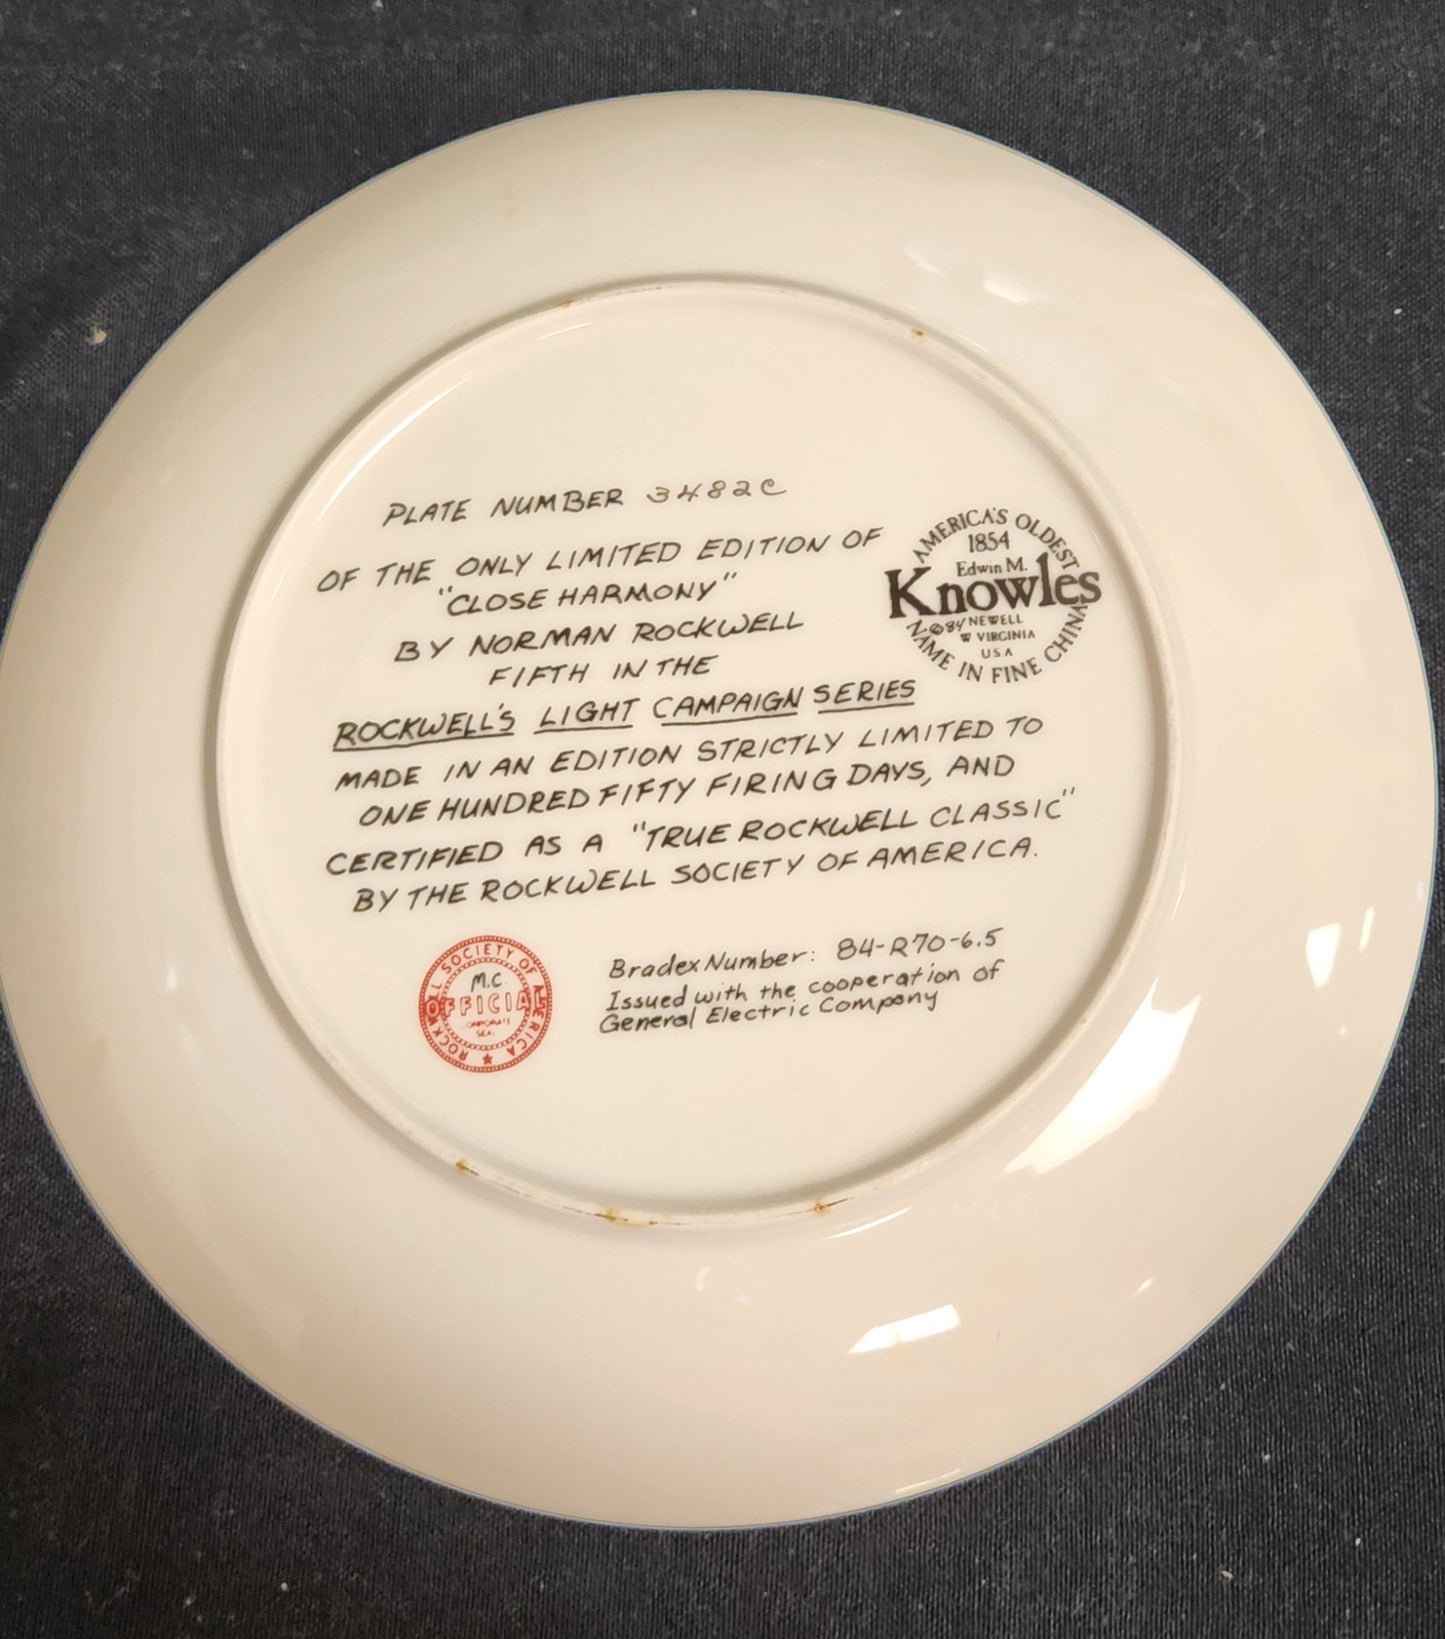 PLATE NUMBER 3482C
OF THE ONLY LIMITED EDITION OF
"CLOSE HARMONY"
BY NORMAN ROCKWELL
FIFTH IN THE
ROCKWELL'S LIGHT CAMPAIGN SERIES
MADE IN AN EDITION STRICTLY LIMITED TO
ONE HUNDRED FIFTY FIRING DAYS, AND
CERTIFIED AS A "TRUE ROCKWELL CLASSIC"
BY THE ROCKWELL SOCIETY OF AMERICA.
AMERICA'S OLDEST
1854
Edwin M.
Knowles
©84 NEWELL
W VIRGINIA
USA
NAME IN FINE CHINA
ROCKWELL SOCIETY OF AMERICA
M.C.
OFFICIAL
CORPORATE
SEAL
Bradex Number: 84-R70-6.5
Issued with the cooperation of
General Electric Company